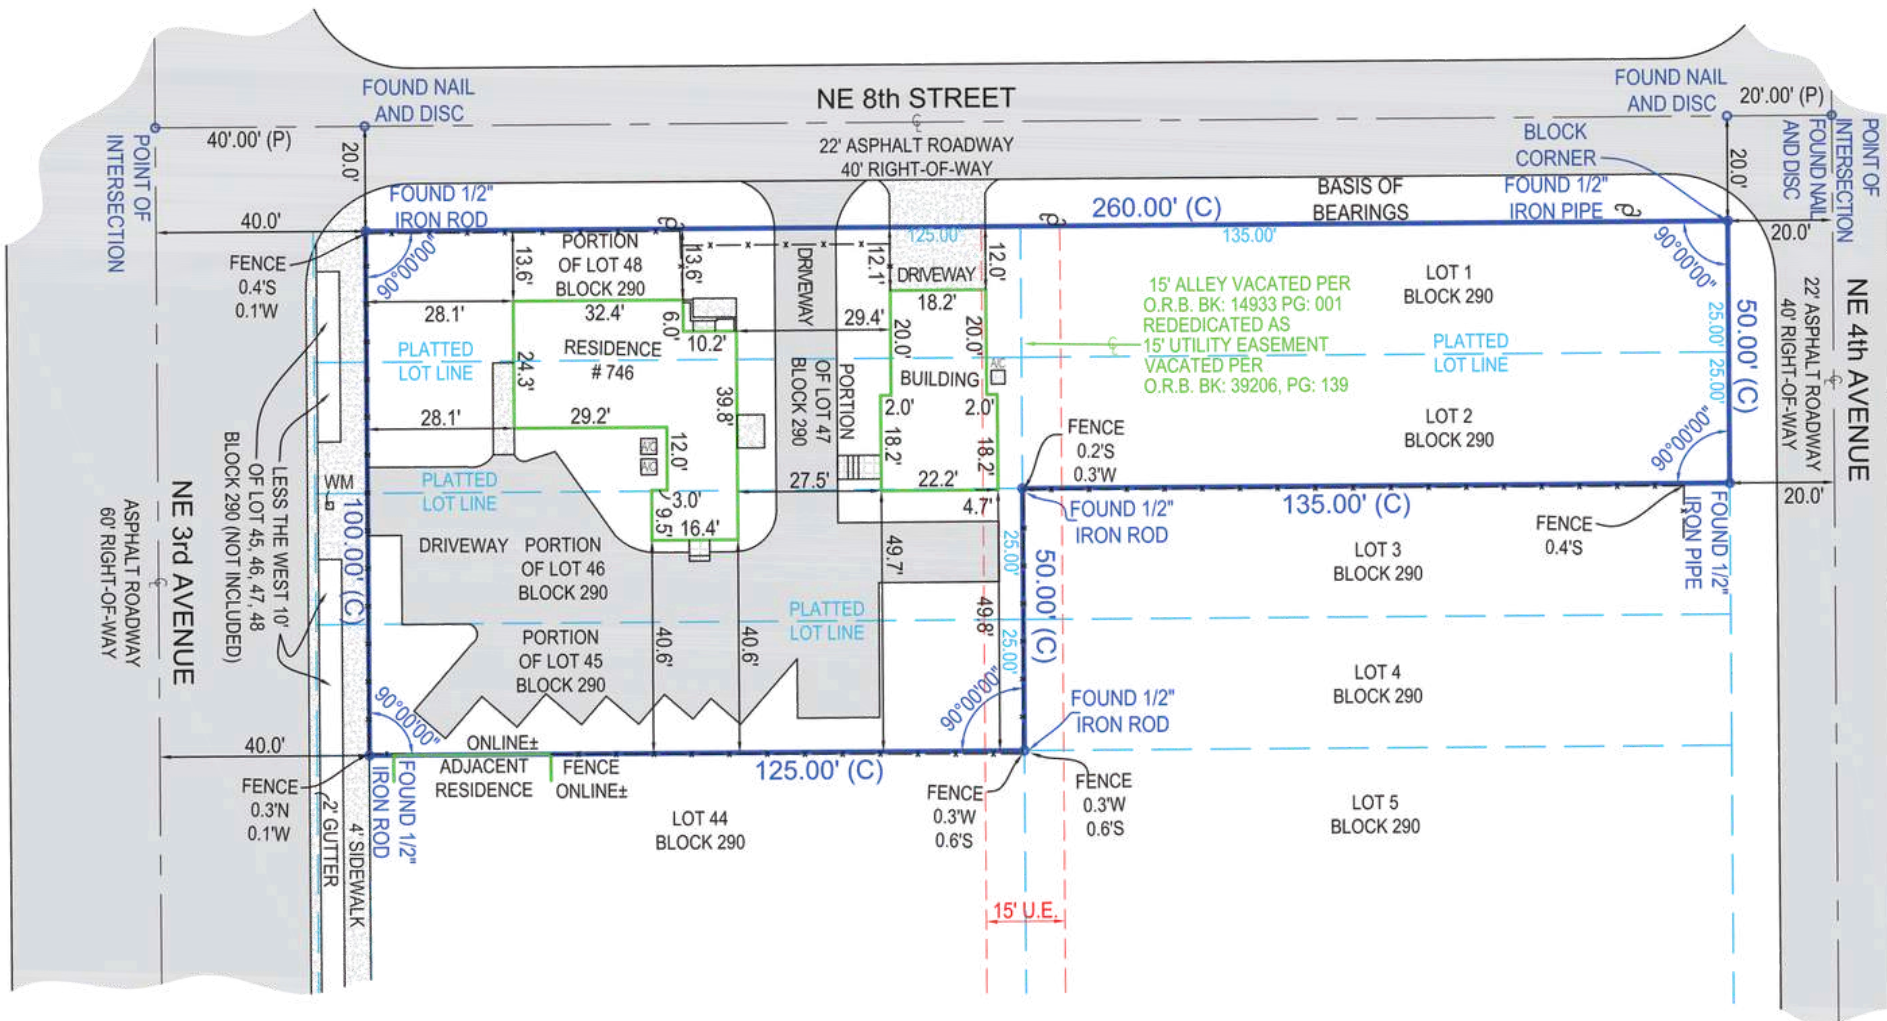 FOUND NAIL
AND DISC
NE 8th STREET
22' ASPHALT ROADWAY
40' RIGHT-OF-WAY
FOUND NAIL
AND DISC
20'.00' (P)
40'.00' (P)
20.0'
POINT OF
INTERSECTION
BLOCK
CORNER
20.0'
FOUND NAIL
AND DISC
POINT OF
INTERSECTION
FOUND 1/2"
IRON ROD
260.00' (C)
BASIS OF
BEARINGS
FOUND 1/2"
IRON PIPE
40.0'
20.0'
125.00'
135.00'
FENCE
0.4'S
0.1'W
90°00'00"
13.6'
PORTION
OF LOT 48
BLOCK 290
13.6'
DRIVEWAY
12.1'
DRIVEWAY
12.0'
90°00'00"
LOT 1
BLOCK 290
15' ALLEY VACATED PER
O.R.B. BK: 14933 PG: 001
REDEDICATED AS
15' UTILITY EASEMENT
VACATED PER
O.R.B. BK: 39206, PG: 139
28.1'
32.4'
6.0'
10.2'
29.4'
18.2'
20.0'
20.0'
A/C
PLATTED
LOT LINE
24.3'
RESIDENCE
# 746
39.8'
PORTION
OF LOT 47
BLOCK 290
BUILDING
2.0'
2.0'
18.2'
18.2'
22.2'
PLATTED
LOT LINE
25.00'
25.00'
50.00' (C)
22' ASPHALT ROADWAY
40' RIGHT-OF-WAY
NE 4th AVENUE
LOT 2
BLOCK 290
90°00'00"
28.1'
29.2'
A/C
A/C
12.0'
3.0'
9.5'
16.4'
27.5'
4.7'
FENCE
0.2'S
0.3'W
FOUND 1/2"
IRON ROD
135.00' (C)
FENCE
0.4'S
FOUND 1/2"
IRON PIPE
20.0'
LESS THE WEST 10'
OF LOT 45, 46, 47, 48
BLOCK 290 (NOT INCLUDED)
WM
PLATTED
LOT LINE
100.00' (C)
DRIVEWAY
PORTION
OF LOT 46
BLOCK 290
49.7'
25.00'
50.00' (C)
LOT 3
BLOCK 290
NE 3rd AVENUE
ASPHALT ROADWAY
60' RIGHT-OF-WAY
PORTION
OF LOT 45
BLOCK 290
40.6'
40.6'
PLATTED
LOT LINE
49.8'
25.00'
LOT 4
BLOCK 290
90°00'00"
90°00'00"
FOUND 1/2"
IRON ROD
40.0'
ONLINE±
ADJACENT
RESIDENCE
FENCE
ONLINE±
125.00' (C)
FENCE
0.3'N
0.1'W
2' GUTTER
4' SIDEWALK
FOUND 1/2"
IRON ROD
LOT 44
BLOCK 290
FENCE
0.3'W
0.6'S
FENCE
0.3'W
0.6'S
LOT 5
BLOCK 290
15' U.E.